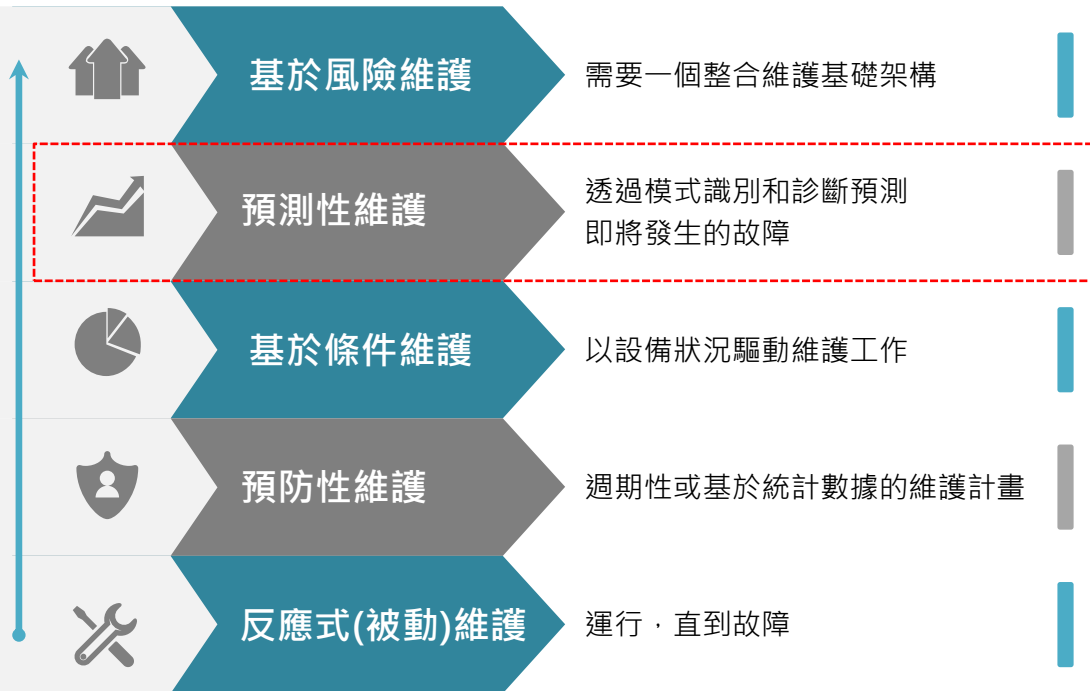 基於風險維護
需要一個整合維護基礎架構
預測性維護
透過模式識別和診斷預測
即將發生的故障
基於條件維護
以設備狀況驅動維護工作
預防性維護
週期性或基於統計數據的維護計畫
反應式(被動)維護
運行，直到故障